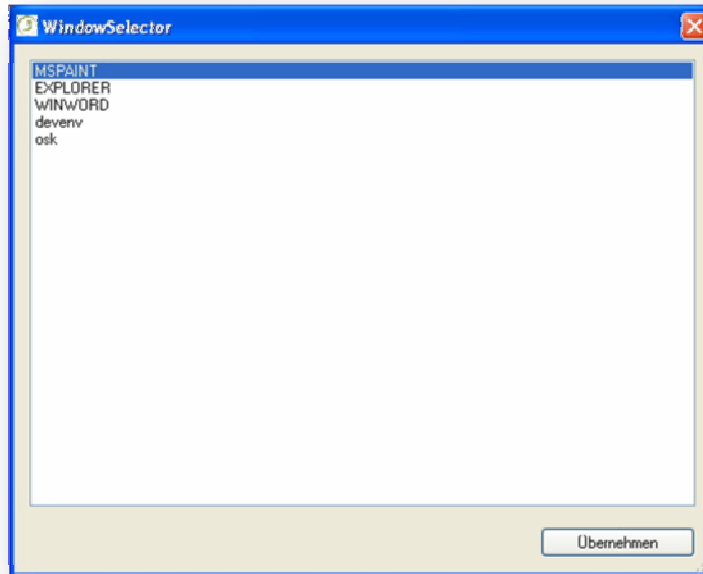 WindowSelector
MSPAINT
EXPLORER
WINWORD
devenv
osk
Übernehmen